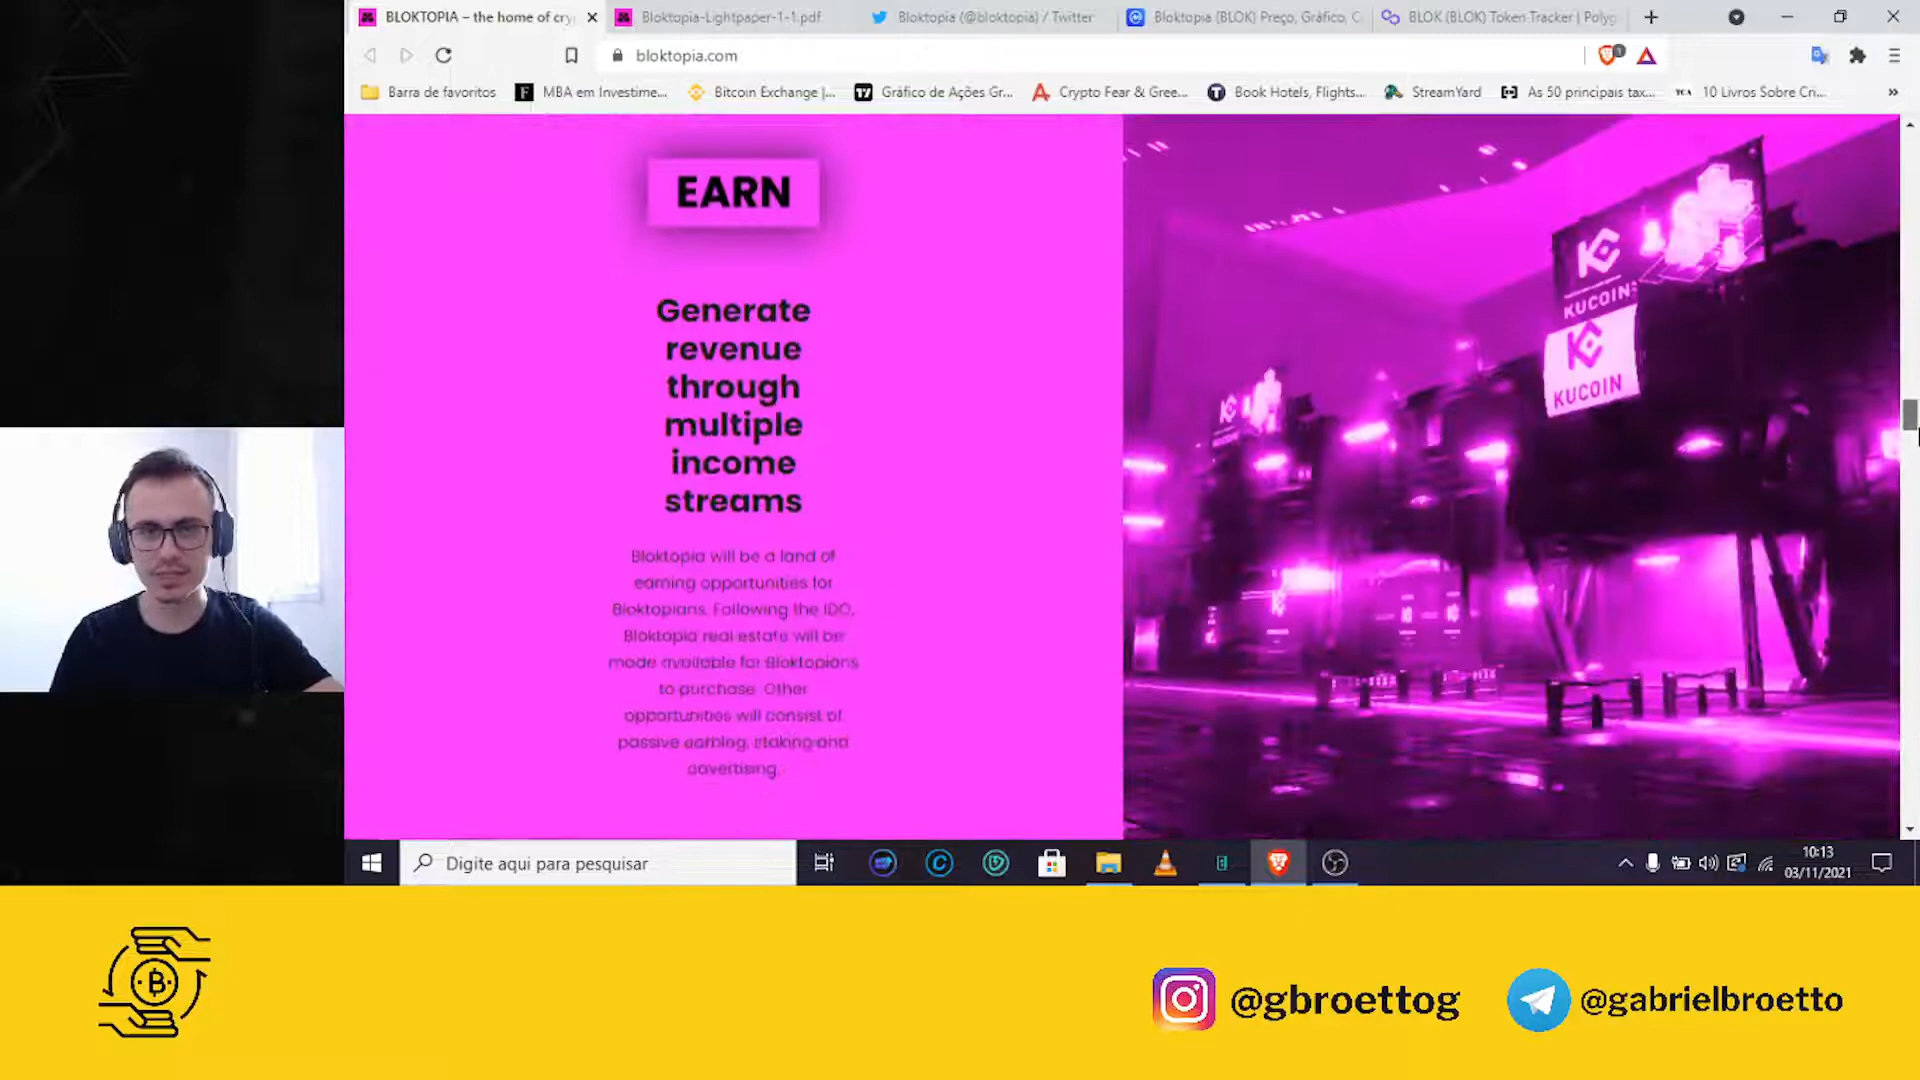 BLOKTOPIA – the home of cry
Bloktopia-Lightpaper-1-1.pdf
Bloktopia (@bloktopia) / Twitter
Bloktopia (BLOK) Preço, Gráfico, C
BLOK (BLOK) Token Tracker | Polyg
bloktopia.com
1
Barra de favoritos
MBA em Investime...
Bitcoin Exchange |...
Gráfico de Ações Gr...
Crypto Fear & Gree...
Book Hotels, Flights...
StreamYard
As 50 principais tax...
10 Livros Sobre Cri...
EARN
Generate
revenue
through
multiple
income
streams
Bloktopia will be a land of
earning opportunities for
Bloktopians. Following the IDO,
Bloktopia real estate will be
made available for Bloktopians
to purchase. Other
opportunities will consist of
passive earning, staking and
advertising.
KUCOIN
KUCOIN
Digite aqui para pesquisar
10:13
03/11/2021
@gbroettog
@gabrielbroetto